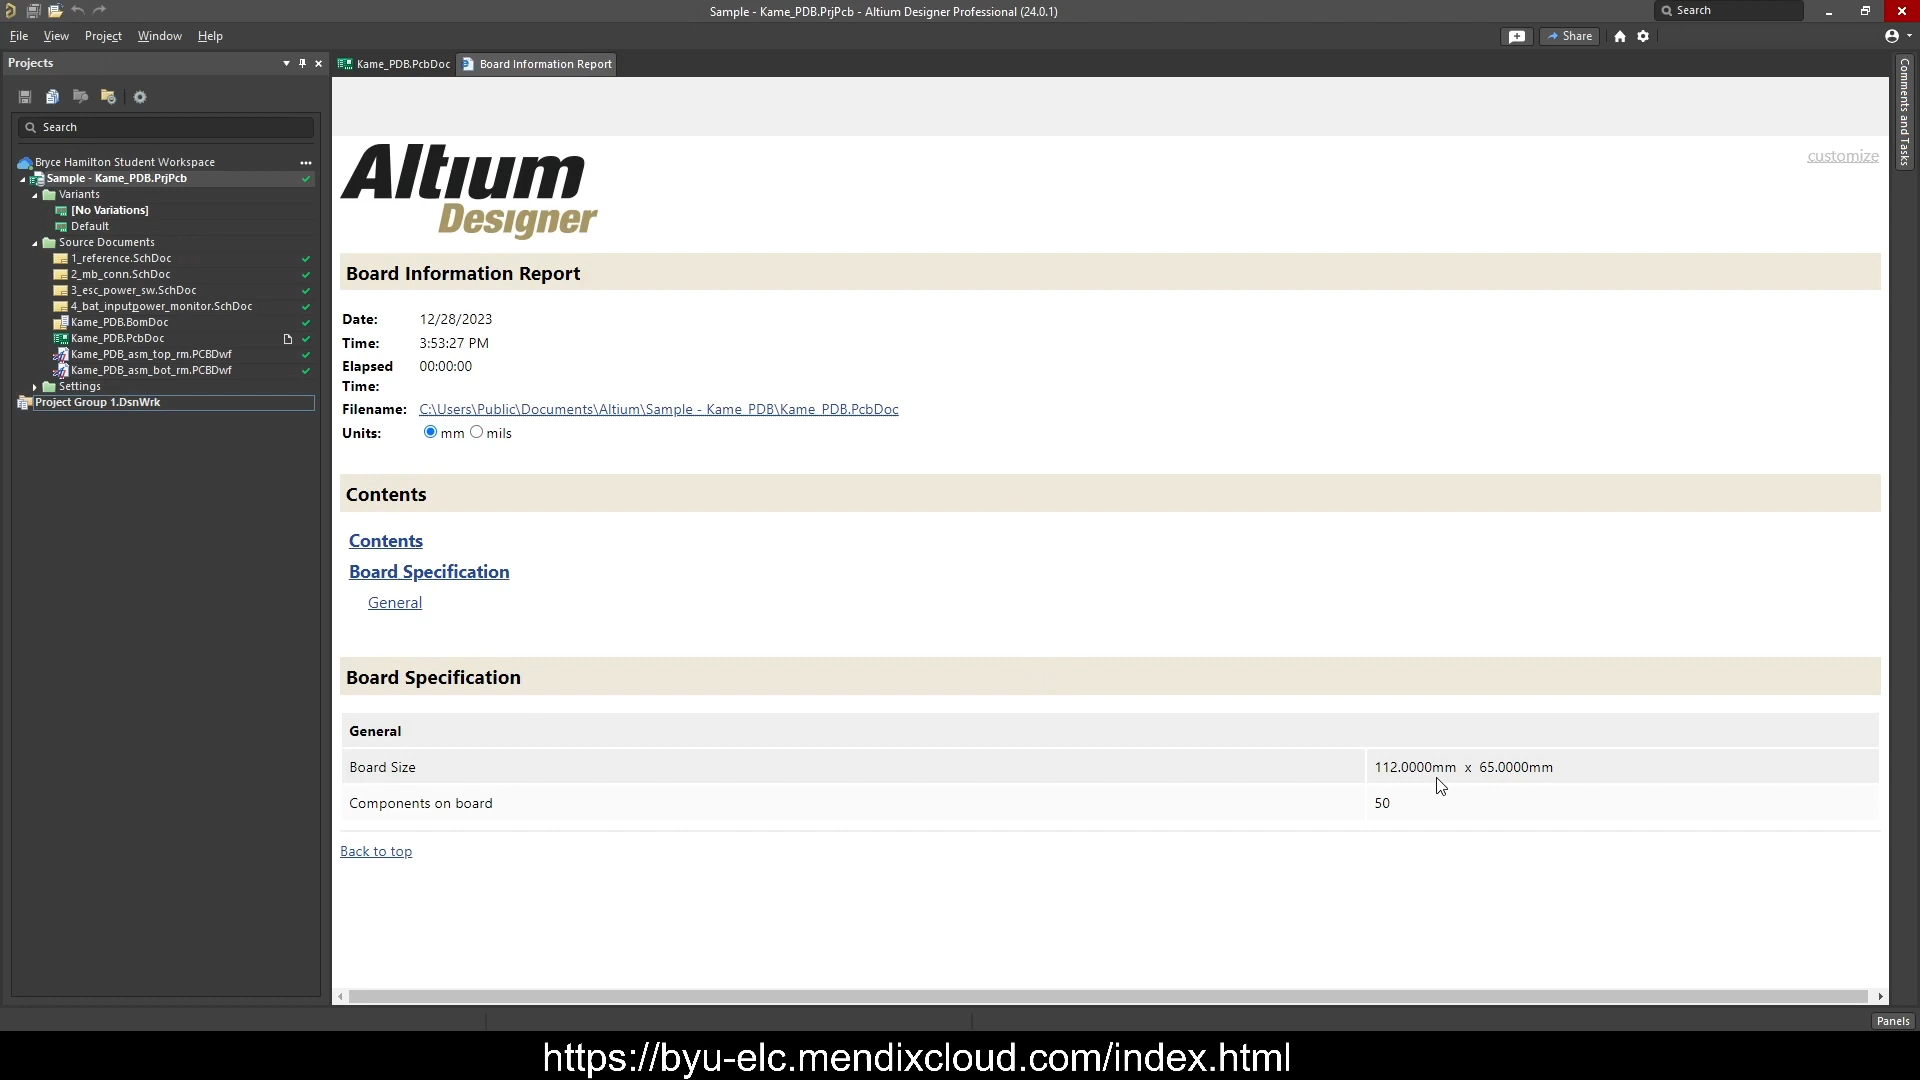 Sample - Kame_PDB.PrjPcb - Altium Designer Professional (24.0.1)
Search
File View Project Window Help
Share
Projects
Kame_PDB.PcbDoc
Board Information Report
Comments and Tasks
Search
Bryce Hamilton Student Workspace
Sample - Kame_PDB.PrjPcb
Variants
[No Variations]
Default
Source Documents
1_reference.SchDoc
2_mb_conn.SchDoc
3_esc_power_sw.SchDoc
4_bat_inputpower_monitor.SchDoc
Kame_PDB.BomDoc
Kame_PDB.PcbDoc
Kame_PDB_asm_top_rm.PCBDwf
Kame_PDB_asm_bot_rm.PCBDwf
Settings
Project Group 1.DsnWrk
Altium
Designer
customize
Board Information Report
Date: 12/28/2023
Time: 3:53:27 PM
Elapsed 00:00:00
Time:
Filename: C:\Users\Public\Documents\Altium\Sample - Kame_PDB\Kame_PDB.PcbDoc
Units: mm mils
Contents
Contents
Board Specification
General
Board Specification
General
Board Size 112.0000mm x 65.0000mm
Components on board 50
Back to top
Panels
https://byu-elc.mendixcloud.com/index.html